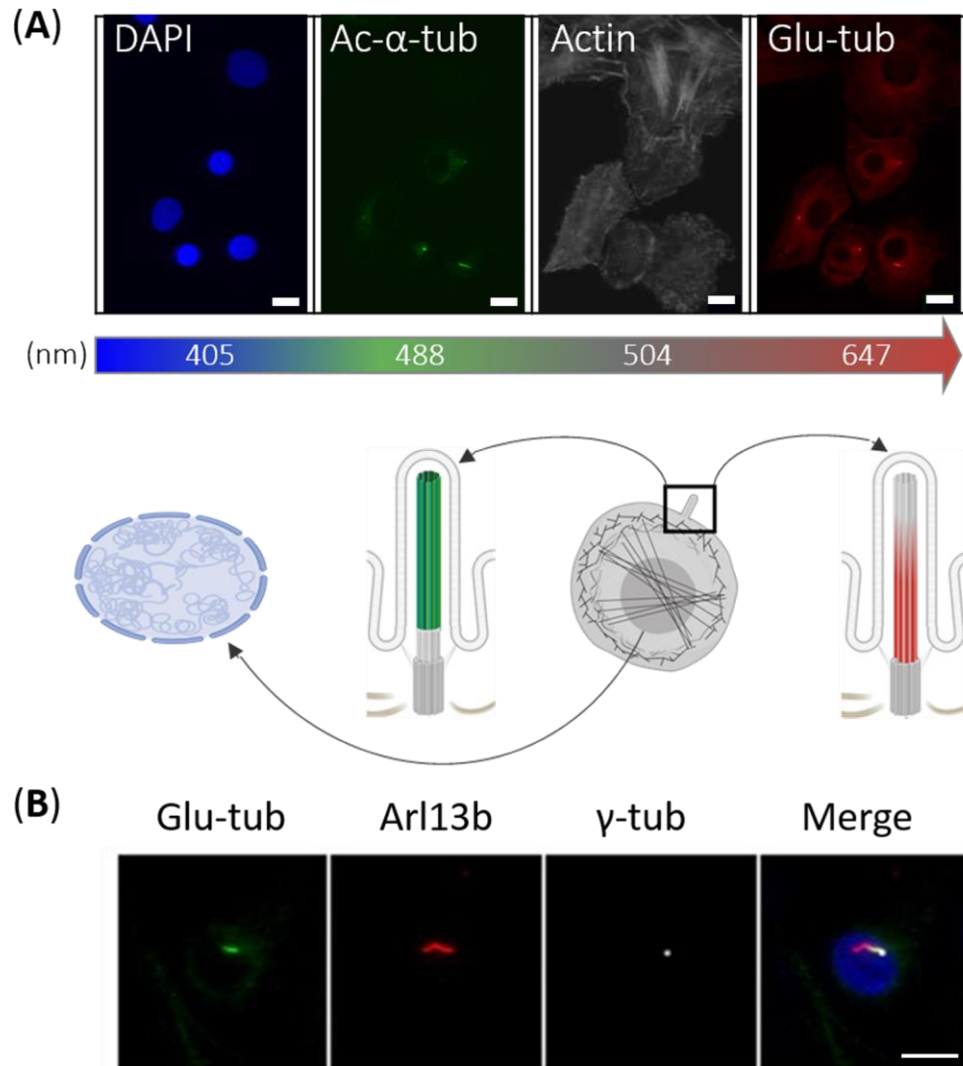 (A)
DAPI Ac-α-tub Actin Glu-tub
(nm) 405 488 504 647
(B)
Glu-tub Arl13b γ-tub Merge